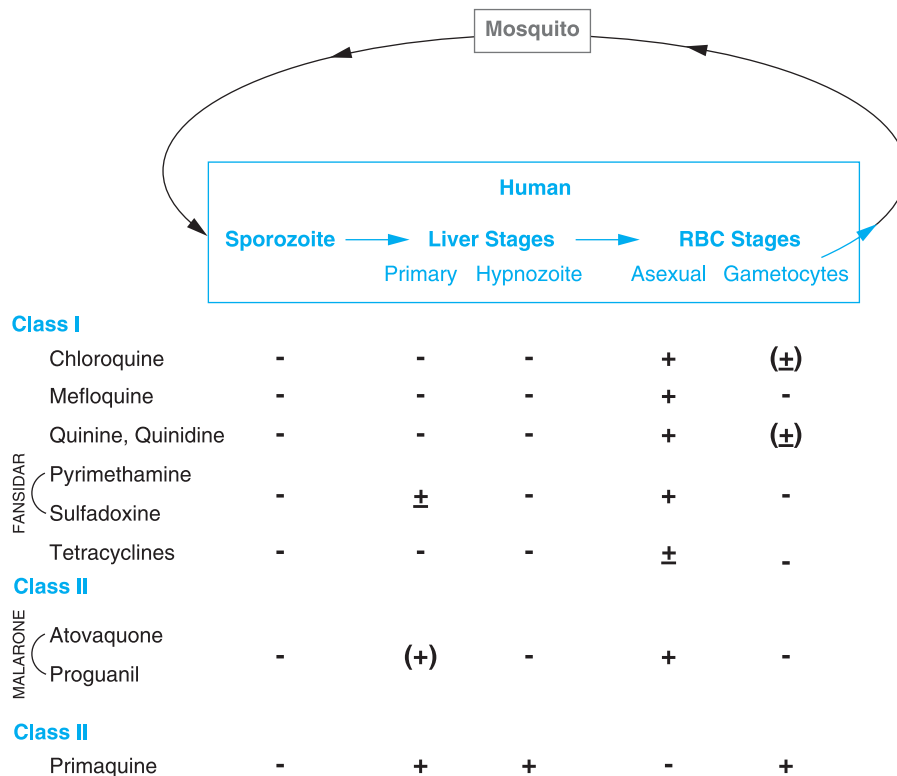 Mosquito
Human
Sporozoite Liver Stages RBC Stages
Primary Hypnozoite Asexual Gametocytes
Class I
Chloroquine - - - + (±)
Mefloquine - - - + -
Quinine, Quinidine - - - + (±)
FANSIDAR
Pyrimethamine
- ± - + -
Sulfadoxine
Tetracyclines - - - ± -
Class II
MALARONE
Atovaquone
- (+) - + -
Proguanil
Class II
Primaquine - + + - +